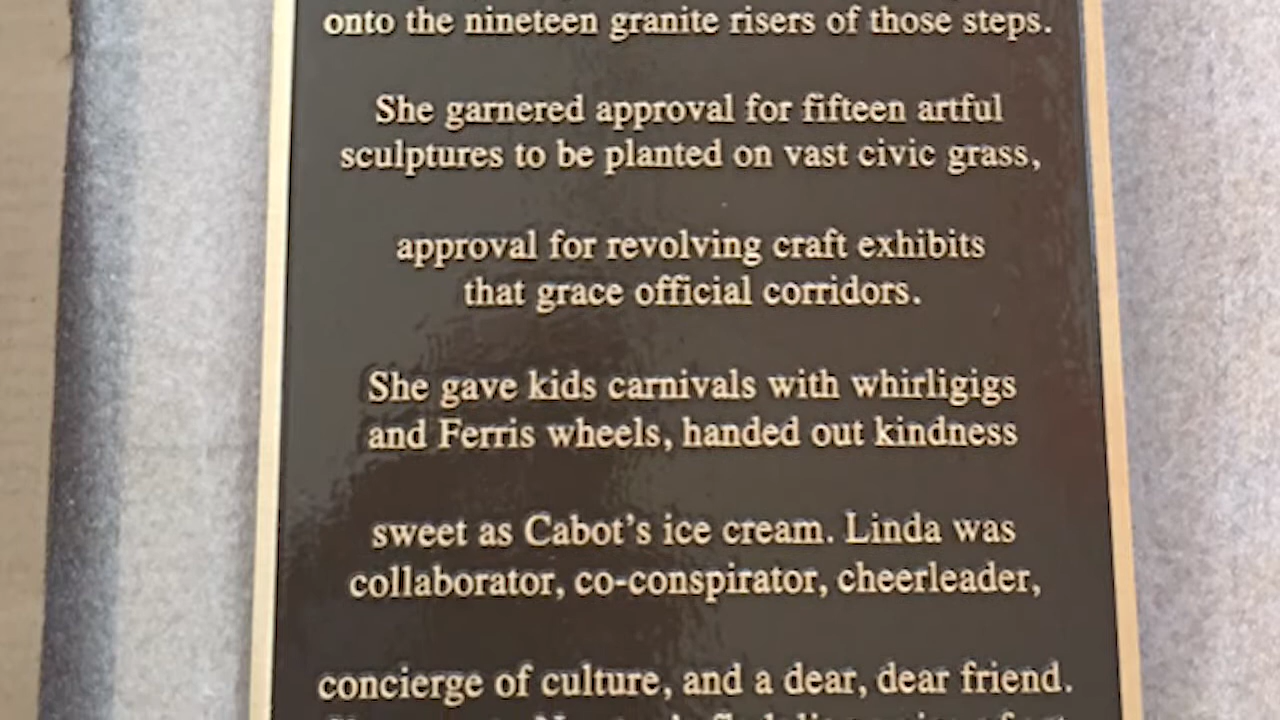 onto the nineteen granite risers of those steps.
She garnered approval for fifteen artful
sculptures to be planted on vast civic grass,
approval for revolving craft exhibits
that grace official corridors.
She gave kids carnivals with whirligigs
and Ferris wheels, handed out kindness
sweet as Cabot's ice cream. Linda was
collaborator, co-conspirator, cheerleader,
concierge of culture, and a dear, dear friend.